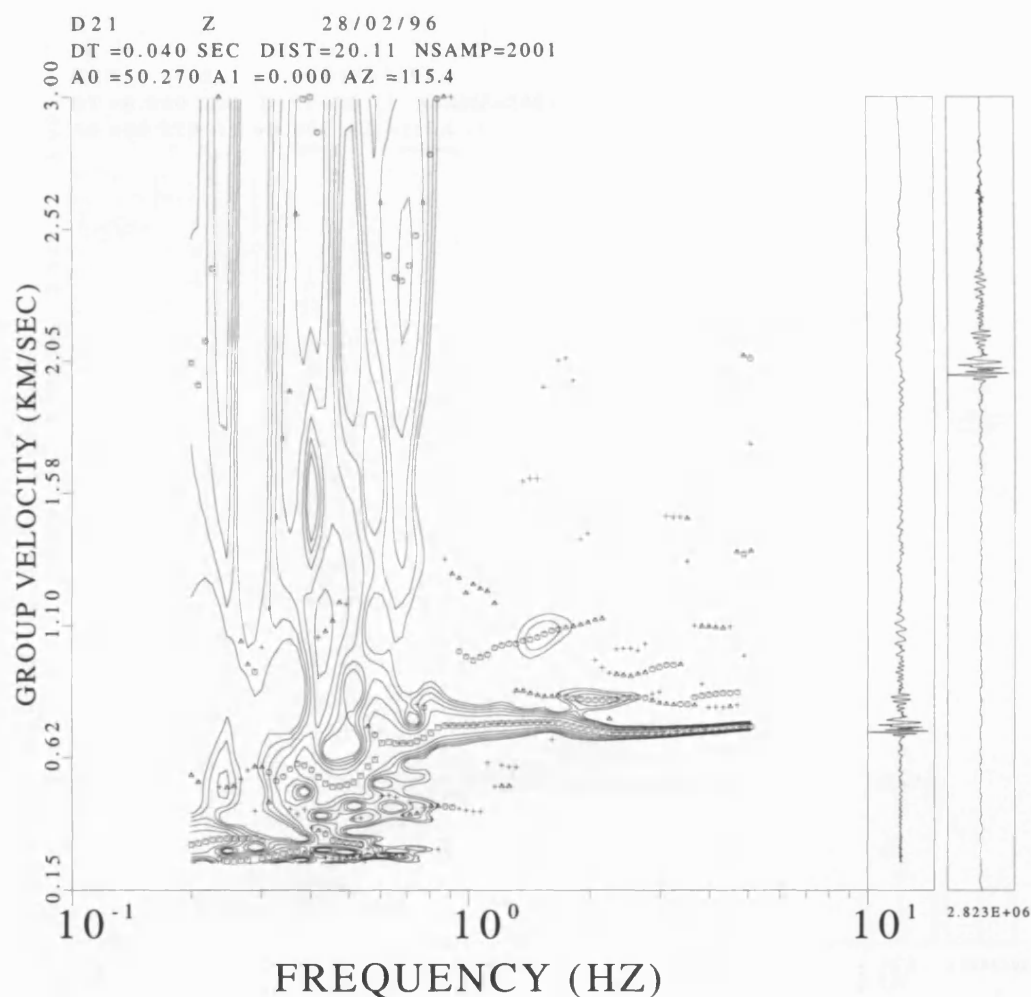 D21 Z 28/02/96
DT =0.040 SEC DIST=20.11 NSAMP=2001
A0 =50.270 A1 =0.000 AZ =115.4
3.00
2.52
2.05
1.58
1.10
0.62
0.15
GROUP VELOCITY (KM/SEC)
10^-1
10^0
10^1
2.823E+06
FREQUENCY (HZ)